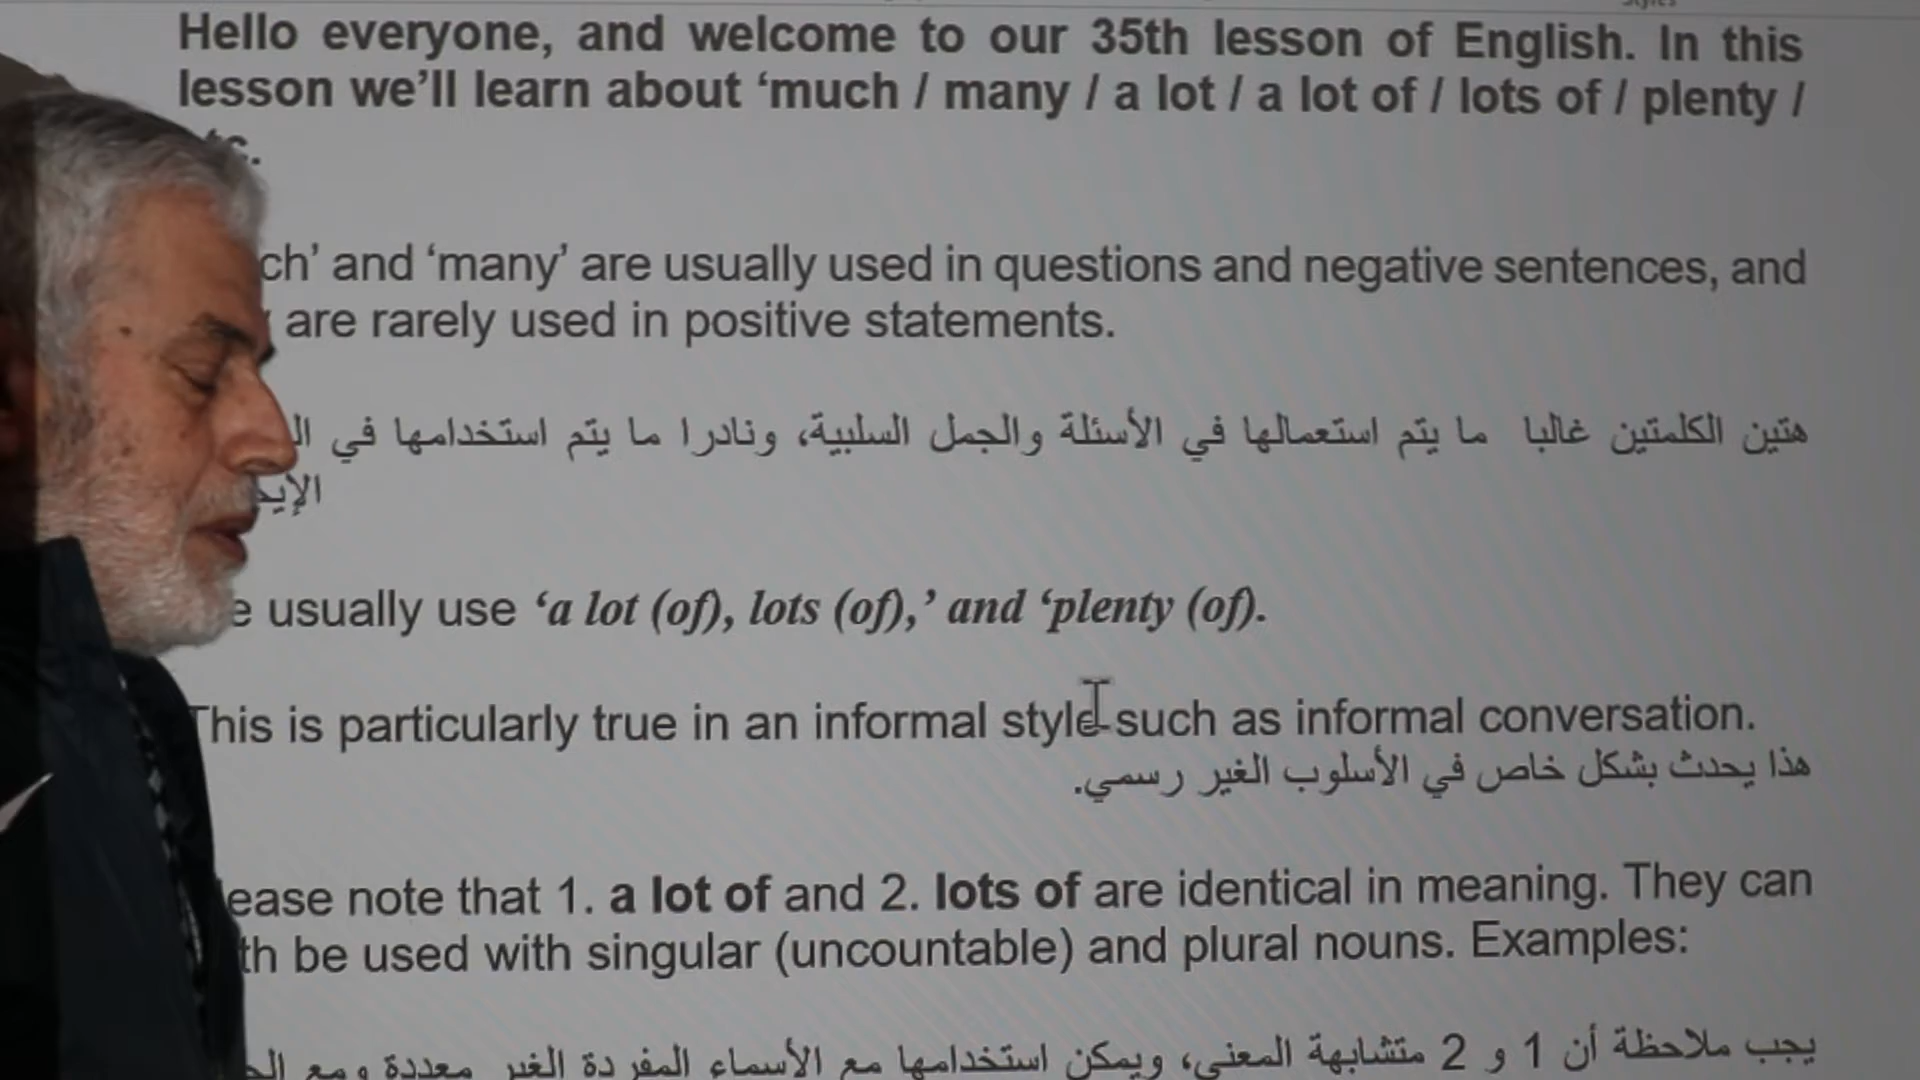 Hello everyone, and welcome to our 35th lesson of English. In this
lesson we'll learn about ‘much / many / a lot / a lot of / lots of / plenty /
and ‘many’ are usually used in questions and negative sentences, and
are rarely used in positive statements.
هتين الكلمتين غالبا ما يتم استعمالها في الأسئلة والجمل السلبية، ونادرا ما يتم استخدامها في
usually use ‘a lot (of), lots (of),’ and ‘plenty (of).
This is particularly true in an informal style such as informal conversation.
هذا يحدث بشكل خاص في الأسلوب الغير رسمي.
note that 1. a lot of and 2. lots of are identical in meaning. They can
be used with singular (uncountable) and plural nouns. Examples:
يجب ملاحظة أن 1 و 2 متشابهة المعنى، ويمكن استخدامها مع الأسماء المفردة الغير معددة ومع